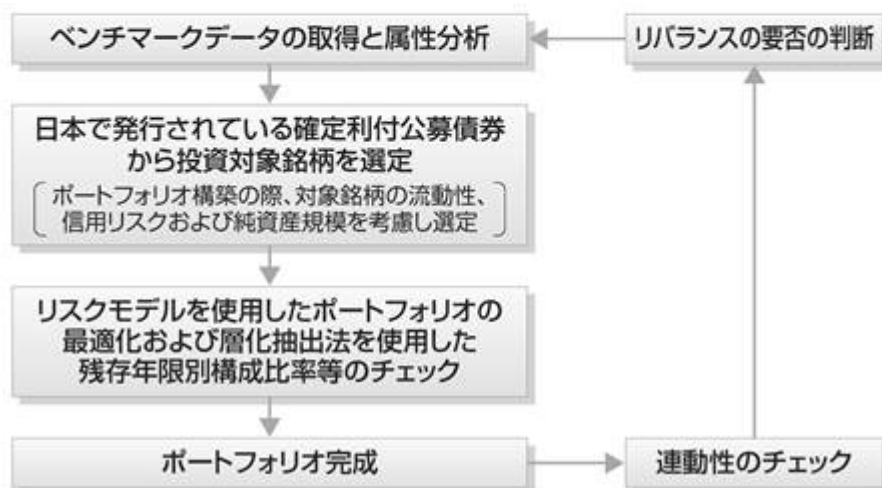 ベンチマークデータの取得と属性分析
リバランスの要否の判断
日本で発行されている確定利付公募債券
から投資対象銘柄を選定
ポートフォリオ構築の際、対象銘柄の流動性、
信用リスクおよび純資産規模を考慮し選定
リスクモデルを使用したポートフォリオの
最適化および層化抽出法を使用した
残存年限別構成比率等のチェック
ポートフォリオ完成
連動性のチェック